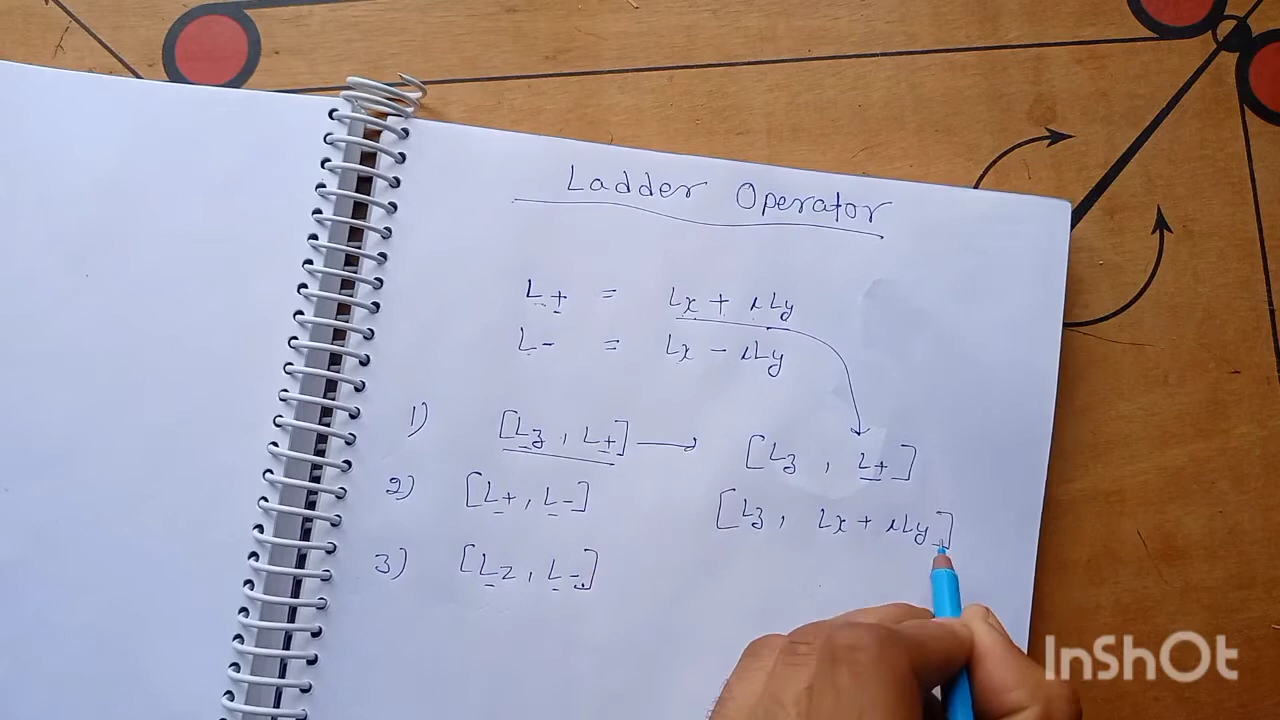 Ladder Operator
L+ = Lx + iLy
L- = Lx - iLy
1) [Lz, L+] → [Lz, L+]
2) [L+, L-] [Lz, Lx + iLy]
3) [Lz, L-]
InShOt